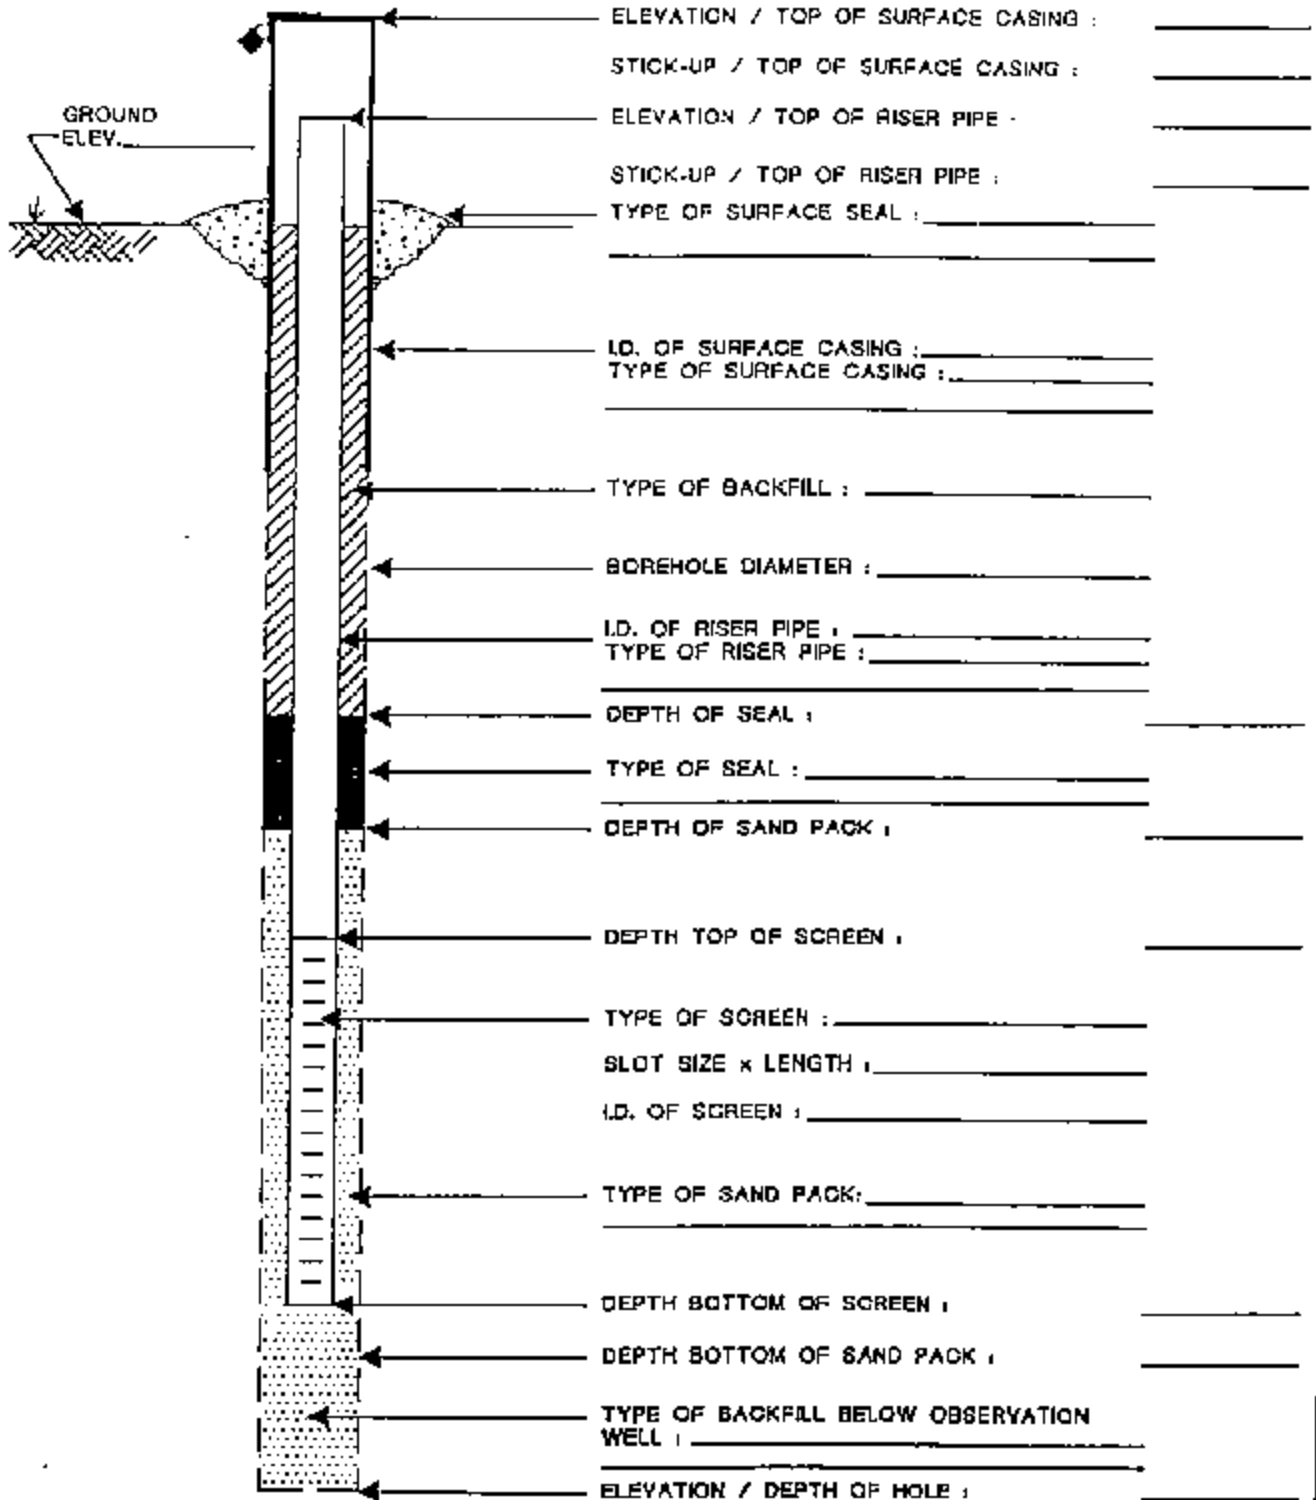 ELEVATION / TOP OF SURFACE CASING :
STICK-UP / TOP OF SURFACE CASING :
GROUND
ELEV.
ELEVATION / TOP OF RISER PIPE
STICK-UP / TOP OF RISER PIPE :
TYPE OF SURFACE SEAL :
I.D. OF SURFACE CASING :
TYPE OF SURFACE CASING :
TYPE OF BACKFILL :
BOREHOLE DIAMETER :
I.D. OF RISER PIPE :
TYPE OF RISER PIPE :
DEPTH OF SEAL :
TYPE OF SEAL :
DEPTH OF SAND PACK :
DEPTH TOP OF SCREEN :
TYPE OF SCREEN :
SLOT SIZE x LENGTH :
I.D. OF SCREEN :
TYPE OF SAND PACK:
DEPTH BOTTOM OF SCREEN :
DEPTH BOTTOM OF SAND PACK :
TYPE OF BACKFILL BELOW OBSERVATION
WELL :
ELEVATION / DEPTH OF HOLE :